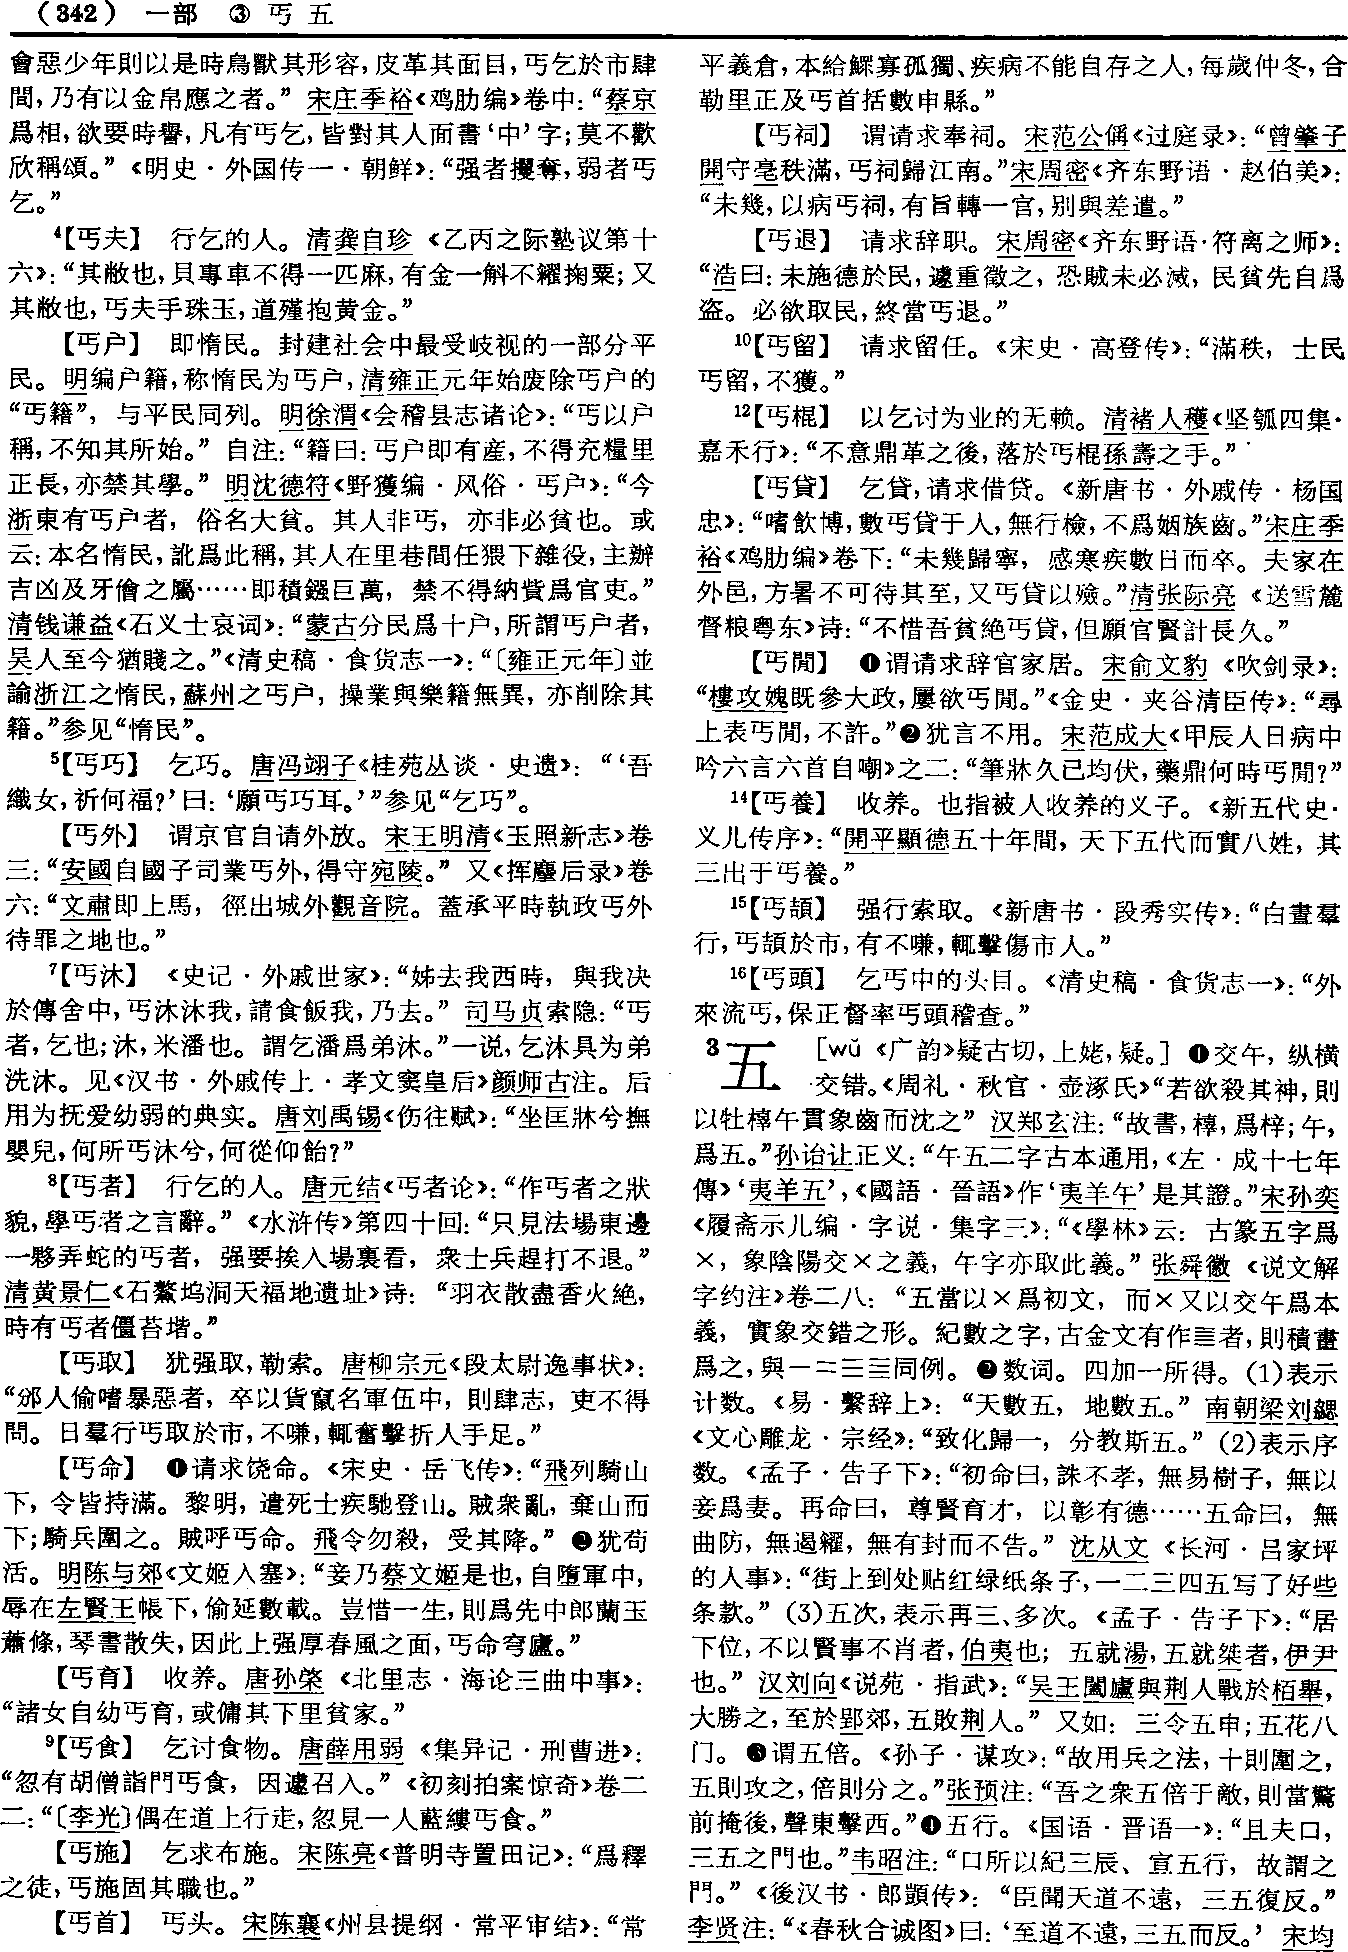 （342） 一部 ③ 丐 五
會惡少年則以是時鳥獸其形容，皮革其面目，丐乞於市肆
間，乃有以金帛應之者。” 宋庄季裕《鸡肋编》卷中：“蔡京
爲相，欲要時譽，凡有丐乞，皆對其人面書‘中’字；莫不歡
欣稱頌。” 《明史·外国传一·朝鲜》：“强者攫奪，弱者丐
乞。”
⁴【丐夫】 行乞的人。清龚自珍《乙丙之际塾议第十
六》：“其敝也，貝專車不得一匹麻，有金一斛不糴掬粟；又
其敝也，丐夫手珠玉，道殣抱黄金。”
【丐户】 即惰民。封建社会中最受歧视的一部分平
民。明编户籍，称惰民为丐户，清雍正元年始废除丐户的
“丐籍”，与平民同列。明徐渭《会稽县志诸论》：“丐以户
稱，不知其所始。” 自注：“籍曰：丐户即有産，不得充糧里
正長，亦禁其學。” 明沈德符《野獲编·风俗·丐户》：“今
浙東有丐户者，俗名大貧。其人非丐，亦非必貧也。或
云：本名惰民，訛爲此稱，其人在里巷間任猥下雜役，主辦
吉凶及牙儈之屬……即積鏹巨萬，禁不得納貲爲官吏。”
清钱谦益《石义士哀词》：“蒙古分民爲十户，所謂丐户者，
吴人至今猶賤之。”《清史稿·食货志一》：“〔雍正元年〕並
諭浙江之惰民，蘇州之丐户，操業與樂籍無異，亦削除其
籍。”参见“惰民”。
⁵【丐巧】 乞巧。唐冯翊子《桂苑丛谈·史遗》：“‘吾
織女，祈何福？’曰：‘願丐巧耳。’”参见“乞巧”。
【丐外】 谓京官自请外放。宋王明清《玉照新志》卷
三：“安國自國子司業丐外，得守宛陵。” 又《挥麈后录》卷
六：“文肅即上馬，徑出城外觀音院。蓋承平時執政丐外
待罪之地也。”
⁷【丐沐】 《史记·外戚世家》：“姊去我西時，與我决
於傳舍中，丐沐沐我，請食飯我，乃去。” 司马贞索隐：“丐
者，乞也；沐，米潘也。謂乞潘爲弟沐。”一说，乞沐具为弟
洗沐。见《汉书·外戚传上·孝文窦皇后》颜师古注。后
用为抚爱幼弱的典实。唐刘禹锡《伤往赋》：“坐匡牀兮撫
嬰兒，何所丐沐兮，何從仰飴？”
⁸【丐者】 行乞的人。唐元结《丐者论》：“作丐者之狀
貌，學丐者之言辭。” 《水浒传》第四十回：“只見法場東邊
一夥弄蛇的丐者，强要挨入場裏看，衆士兵趕打不退。”
清黄景仁《石鰲坞洞天福地遗址》诗：“羽衣散盡香火絶，
時有丐者僵苔堦。”
【丐取】 犹强取，勒索。唐柳宗元《段太尉逸事状》：
“邠人偷嗜暴惡者，卒以貨竄名軍伍中，則肆志，吏不得
問。日羣行丐取於市，不嗛，輒奮擊折人手足。”
【丐命】 ❶请求饶命。《宋史·岳飞传》：“飛列騎山
下，令皆持滿。黎明，遣死士疾馳登山。賊衆亂，棄山而
下；騎兵圍之。賊呼丐命。飛令勿殺，受其降。” ❷犹苟
活。明陈与郊《文姬入塞》：“妾乃蔡文姬是也，自墮軍中，
辱在左賢王帳下，偷延數載。豈惜一生，則爲先中郎蘭玉
蕭條，琴書散失，因此上强厚春風之面，丐命穹廬。”
【丐育】 收养。唐孙棨《北里志·海论三曲中事》：
“諸女自幼丐育，或傭其下里貧家。”
⁹【丐食】 乞讨食物。唐薛用弱《集异记·刑曹进》：
“忽有胡僧詣門丐食，因遽召入。” 《初刻拍案惊奇》卷二
二：“〔李光〕偶在道上行走，忽見一人藍縷丐食。”
【丐施】 乞求布施。宋陈亮《普明寺置田记》：“爲釋
之徒，丐施固其職也。”
【丐首】 丐头。宋陈襄《州县提纲·常平审结》：“常
平義倉，本給鰥寡孤獨、疾病不能自存之人，每歲仲冬，合
勒里正及丐首括數申縣。”
【丐祠】 谓请求奉祠。宋范公偁《过庭录》：“曾肇子
開守亳秩滿，丐祠歸江南。”宋周密《齐东野语·赵伯美》：
“未幾，以病丐祠，有旨轉一官，别與差遣。”
【丐退】 请求辞职。宋周密《齐东野语·符离之师》：
“浩曰：未施德於民，遽重徵之，恐賊未必滅，民貧先自爲
盗。必欲取民，終當丐退。”
¹⁰【丐留】 请求留任。《宋史·高登传》：“滿秩，士民
丐留，不獲。”
¹²【丐棍】 以乞讨为业的无赖。清褚人穫《坚瓠四集·
嘉禾行》：“不意鼎革之後，落於丐棍孫壽之手。”
【丐貸】 乞貸，请求借贷。《新唐书·外戚传·杨国
忠》：“嗜飲博，數丐貸于人，無行檢，不爲姻族齒。”宋庄季
裕《鸡肋编》卷下：“未幾歸寧，感寒疾數日而卒。夫家在
外邑，方暑不可待其至，又丐貸以殮。”清张际亮《送雪麓
督粮粤东》诗：“不惜吾貧絶丐貸，但願官賢計長久。”
【丐閒】 ❶谓请求辞官家居。宋俞文豹《吹剑录》：
“樓攻媿既參大政，屢欲丐閒。”《金史·夹谷清臣传》：“尋
上表丐閒，不許。”❷犹言不用。宋范成大《甲辰人日病中
吟六言六首自嘲》之二：“筆牀久已均伏，藥鼎何時丐閒？”
¹⁴【丐養】 收养。也指被人收养的义子。《新五代史·
义儿传序》：“開平顯德五十年間，天下五代而實八姓，其
三出于丐養。”
¹⁵【丐頡】 强行索取。《新唐书·段秀实传》：“白晝羣
行，丐頡於市，有不嗛，輒擊傷市人。”
¹⁶【丐頭】 乞丐中的头目。《清史稿·食货志一》：“外
來流丐，保正督率丐頭稽查。”
3 五 ［wǔ 《广韵》疑古切，上姥，疑。］ ❶交午，纵横
交错。《周礼·秋官·壶涿氏》“若欲殺其神，則
以牡橭午貫象齒而沈之” 汉郑玄注：“故書，橭，爲梓；午，
爲五。”孙诒让正义：“午五二字古本通用，《左·成十七年
傳》‘夷羊五’，《國語·晉語》作‘夷羊午’是其證。”宋孙奕
《履斋示儿编·字说·集字三》：“《學林》云：古篆五字爲
×，象陰陽交×之義，午字亦取此義。” 张舜徽《说文解
字约注》卷二八：“五當以×爲初文，而×又以交午爲本
義，實象交錯之形。紀數之字，古金文有作𝍤者，則積畫
爲之，與一二三亖同例。❷数词。四加一所得。(1)表示
计数。《易·繫辞上》：“天數五，地數五。” 南朝梁刘勰
《文心雕龙·宗经》：“致化歸一，分教斯五。” (2)表示序
数。《孟子·告子下》：“初命曰，誅不孝，無易樹子，無以
妾爲妻。再命曰，尊賢育才，以彰有德……五命曰，無
曲防，無遏糴，無有封而不告。” 沈从文《长河·吕家坪
的人事》：“街上到处贴红绿纸条子，一二三四五写了好些
条款。” (3)五次，表示再三、多次。《孟子·告子下》：“居
下位，不以賢事不肖者，伯夷也；五就湯，五就桀者，伊尹
也。” 汉刘向《说苑·指武》：“吴王闔廬與荆人戰於栢舉，
大勝之，至於郢郊，五敗荆人。” 又如：三令五申；五花八
门。❸谓五倍。《孙子·谋攻》：“故用兵之法，十則圍之，
五則攻之，倍則分之。”张预注：“吾之衆五倍于敵，則當驚
前掩後，聲東擊西。”❹五行。《国语·晋语一》：“且夫口，
三五之門也。”韦昭注：“口所以紀三辰、宣五行，故謂之
門。” 《後汉书·郎顗传》：“臣聞天道不遠，三五復反。”
李贤注：“《春秋合诚图》曰：‘至道不遠，三五而反。’宋均